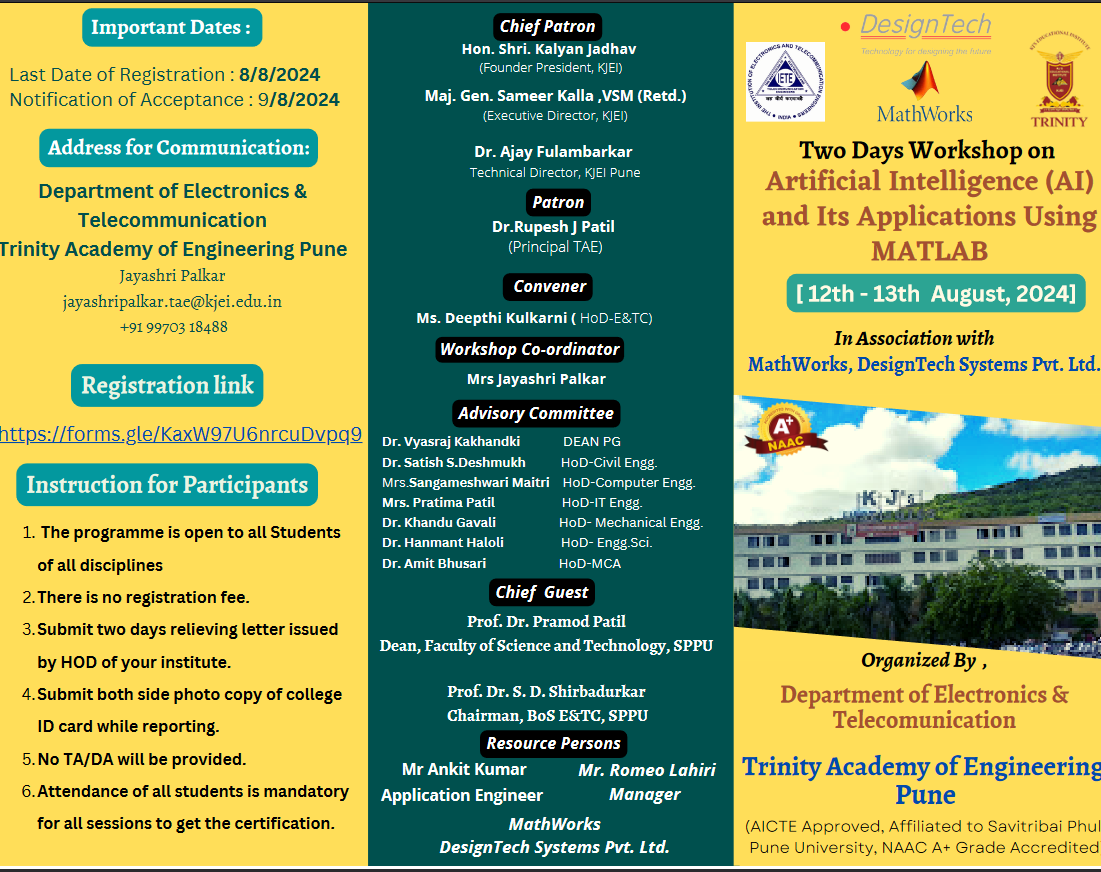 Important Dates :
Last Date of Registration : 8/8/2024
Notification of Acceptance : 9/8/2024
Address for Communication:
Department of Electronics &
Telecommunication
Trinity Academy of Engineering Pune
Jayashri Palkar
jayashripalkar.tae@kjei.edu.in
+91 99703 18488
Registration link
https://forms.gle/KaxW97U6nrcuDvpq9
Instruction for Participants
1. The programme is open to all Students
of all disciplines
2. There is no registration fee.
3. Submit two days relieving letter issued
by HOD of your institute.
4. Submit both side photo copy of college
ID card while reporting.
5. No TA/DA will be provided.
6. Attendance of all students is mandatory
for all sessions to get the certification.
Chief Patron
Hon. Shri. Kalyan Jadhav
(Founder President, KJEI)
Maj. Gen. Sameer Kalla ,VSM (Retd.)
(Executive Director, KJEI)
Dr. Ajay Fulambarkar
Technical Director, KJEI Pune
Patron
Dr.Rupesh J Patil
(Principal TAE)
Convener
Ms. Deepthi Kulkarni ( HoD-E&TC)
Workshop Co-ordinator
Mrs Jayashri Palkar
Advisory Committee
Dr. Vyasraj Kakhandki DEAN PG
Dr. Satish S.Deshmukh HoD-Civil Engg.
Mrs.Sangameshwari Maitri HoD-Computer Engg.
Mrs. Pratima Patil HoD-IT Engg.
Dr. Khandu Gavali HoD- Mechanical Engg.
Dr. Hanmant Haloli HoD- Engg.Sci.
Dr. Amit Bhusari HoD-MCA
Chief Guest
Prof. Dr. Pramod Patil
Dean, Faculty of Science and Technology, SPPU
Prof. Dr. S. D. Shirbadurkar
Chairman, BoS E&TC, SPPU
Resource Persons
Mr Ankit Kumar
Application Engineer
Mr. Romeo Lahiri
Manager
MathWorks
DesignTech Systems Pvt. Ltd.
DesignTech
Technology for designing the future
THE INSTITUTION OF ELECTRONICS AND TELECOMMUNICATION ENGINEERS
INDIA
IETE
MathWorks
TRINITY
Two Days Workshop on
Artificial Intelligence (AI)
and Its Applications Using
MATLAB
[ 12th - 13th August, 2024]
In Association with
MathWorks, DesignTech Systems Pvt. Ltd.
A+
NAAC
K J's
Organized By ,
Department of Electronics &
Telecomunication
Trinity Academy of Engineering
Pune
(AICTE Approved, Affiliated to Savitribai Phul
Pune University, NAAC A+ Grade Accredited